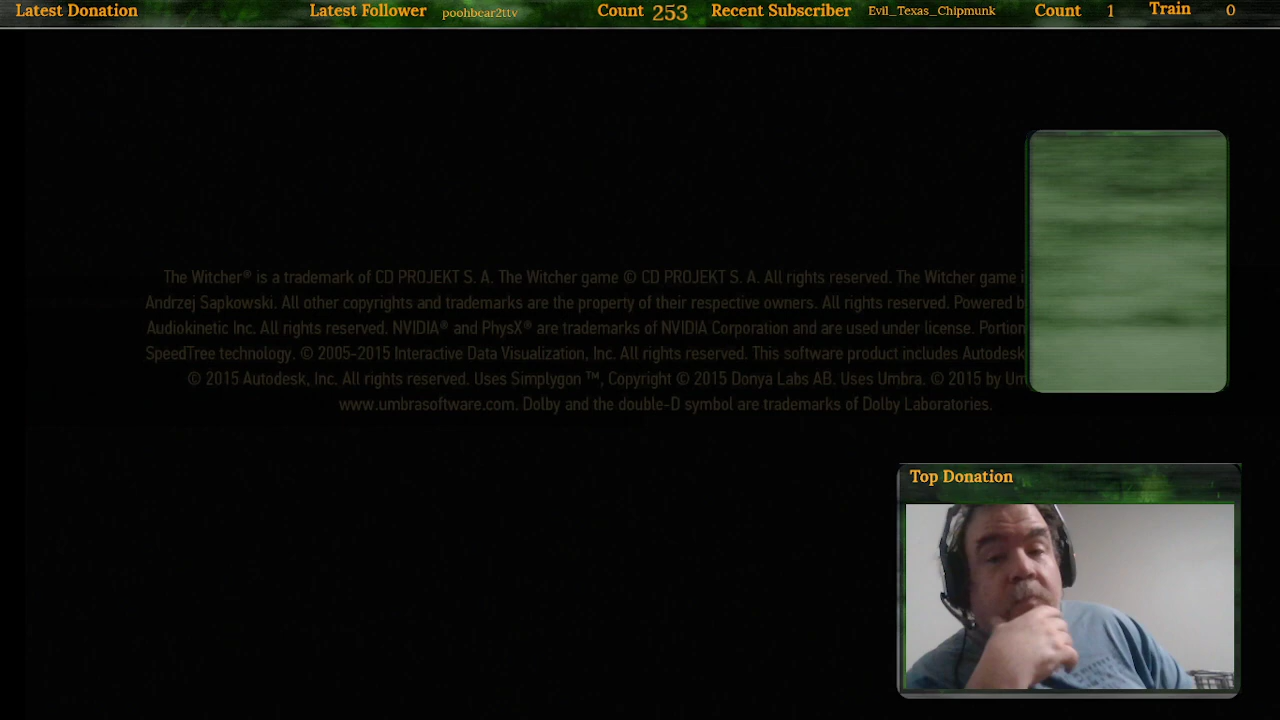 Latest Donation Latest Follower poohbear2ttv Count 253 Recent Subscriber Evil_Texas_Chipmunk Count 1 Train 0
The Witcher® is a trademark of CD PROJEKT S. A. The Witcher game © CD PROJEKT S. A. All rights reserved. The Witcher game i
Andrzej Sapkowski. All other copyrights and trademarks are the property of their respective owners. All rights reserved. Powered b
Audiokinetic Inc. All rights reserved. NVIDIA® and PhysX® are trademarks of NVIDIA Corporation and are used under license. Portion
SpeedTree technology. © 2005-2015 Interactive Data Visualization, Inc. All rights reserved. This software product includes Autodesk
© 2015 Autodesk, Inc. All rights reserved. Uses Simplygon ™, Copyright © 2015 Donya Labs AB. Uses Umbra. © 2015 by Um
www.umbrasoftware.com. Dolby and the double-D symbol are trademarks of Dolby Laboratories.
Top Donation